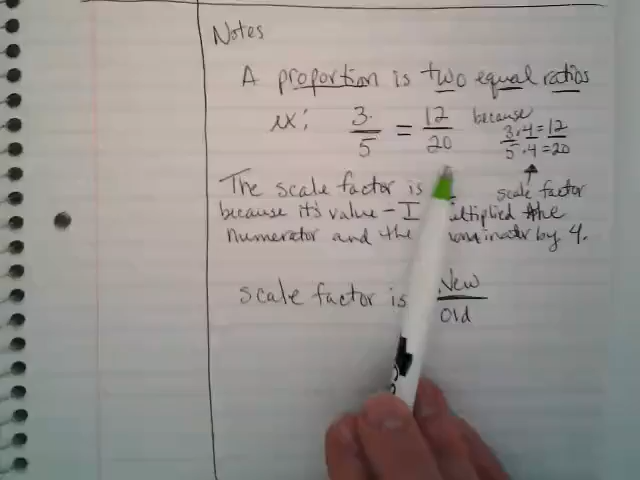 Notes
A proportion is two equal ratios
ex: 3/5 = 12/20 because
3·4=12
5·4=20
scale factor
The scale factor is
because it's value - I multiplied the
numerator and the by 4.
scale factor is New
Old